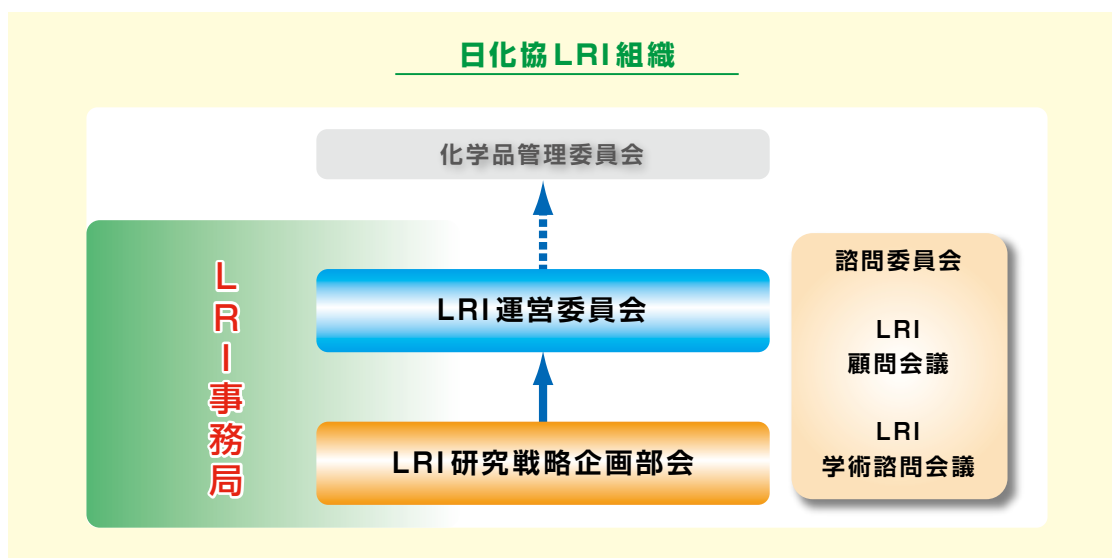 日化協LRI組織
化学品管理委員会
LRI事務局
LRI運営委員会
LRI研究戦略企画部会
諮問委員会
LRI
顧問会議
LRI
学術諮問会議